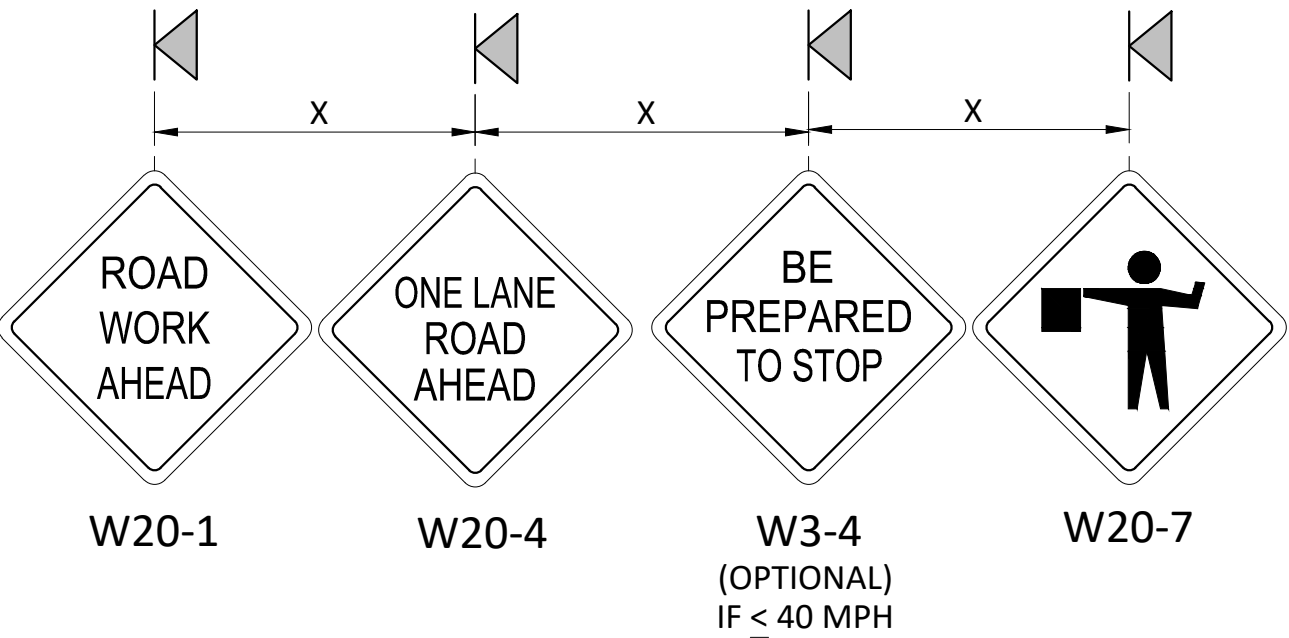 X X X
ROAD
WORK
AHEAD
ONE LANE
ROAD
AHEAD
BE
PREPARED
TO STOP
W20-1
W20-4
W3-4
(OPTIONAL)
IF ≤ 40 MPH
W20-7